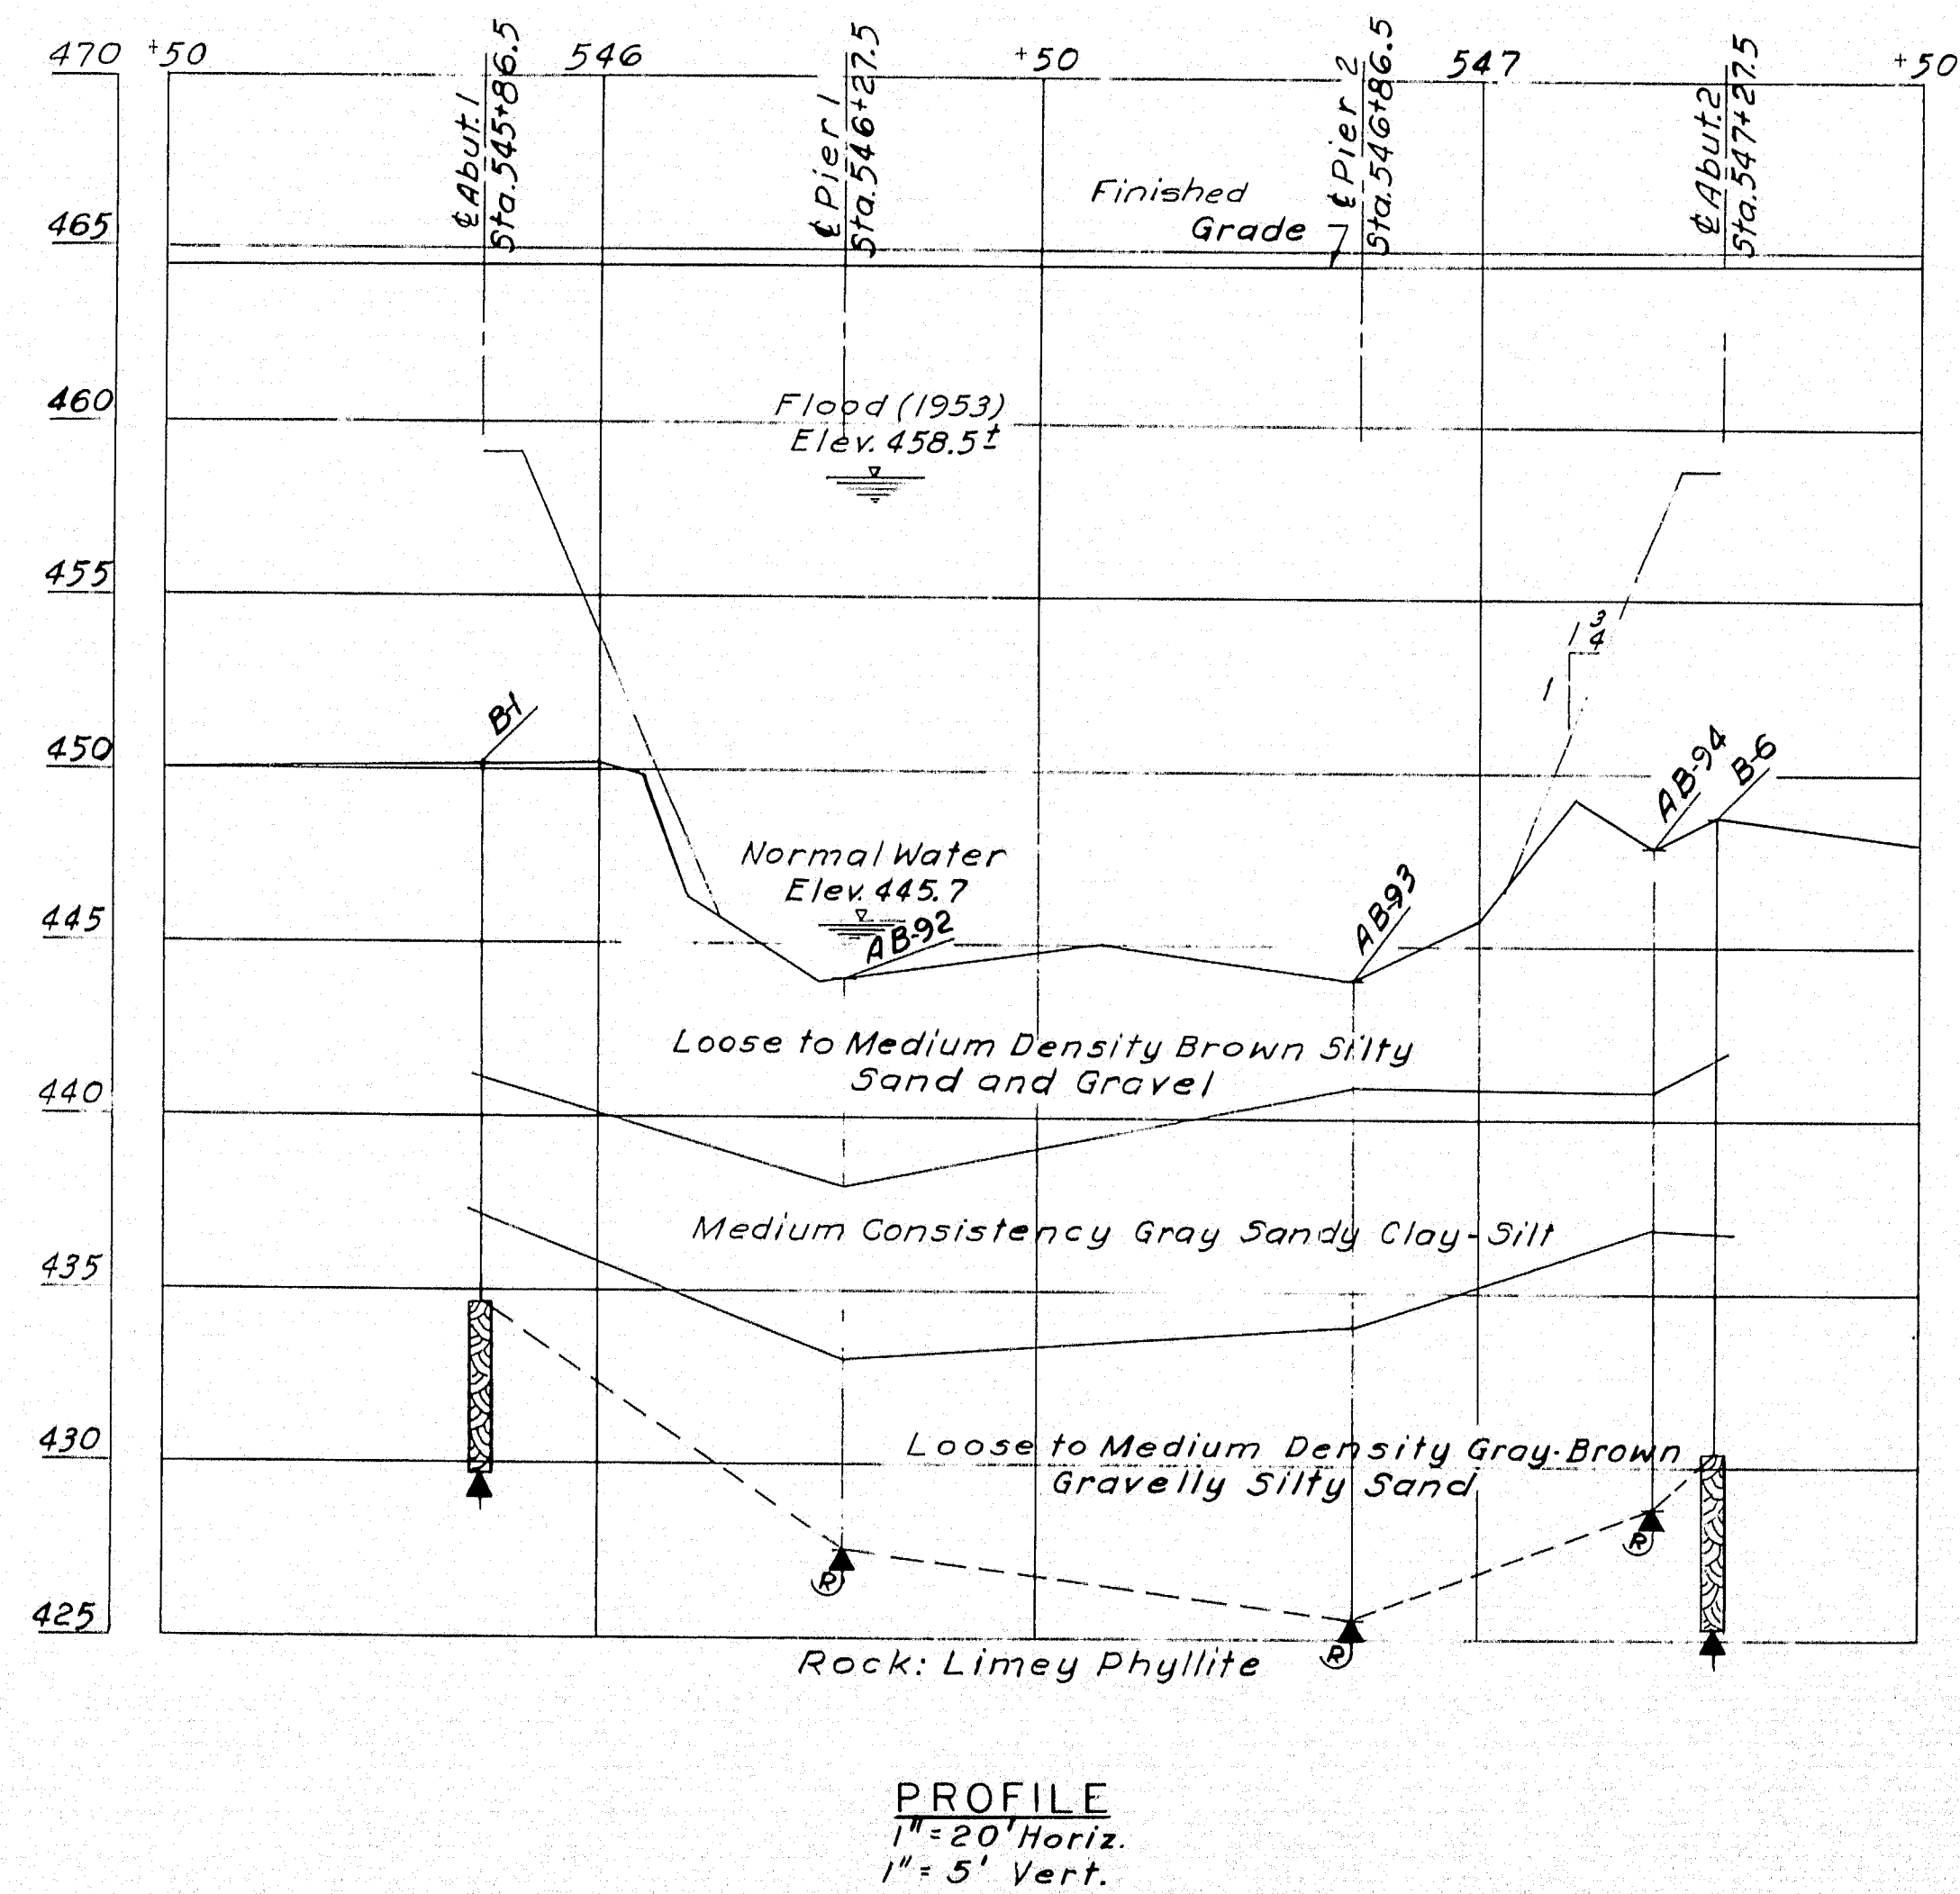 470 +50 546 +50 547 +50
℄ Abut. 1
Sta. 545+86.5
℄ Pier 1
Sta. 546+27.5
℄ Pier 2
Sta. 546+86.5
℄ Abut. 2
Sta. 547+27.5
Finished
Grade
465
460
Flood (1953)
Elev. 458.5±
455
1 3/4
1
450
B-1
AB-94
B-6
Normal Water
Elev. 445.7
AB-92
AB-93
445
Loose to Medium Density Brown Silty
Sand and Gravel
440
Medium Consistency Gray Sandy Clay-Silt
435
430
Loose to Medium Density Gray-Brown
Gravelly Silty Sand
R
R
R
425
Rock: Limey Phyllite
PROFILE
1"=20' Horiz.
1"= 5' Vert.